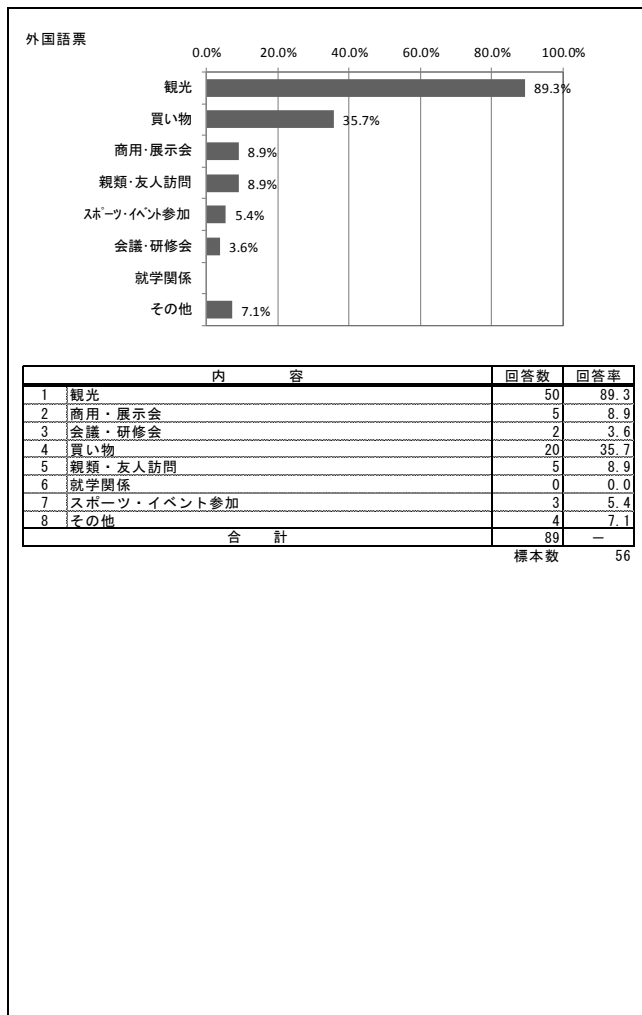 外国語票
0.0% 20.0% 40.0% 60.0% 80.0% 100.0%
観光 89.3%
買い物 35.7%
商用･展示会 8.9%
親類･友人訪問 8.9%
ｽﾎﾟｰﾂ･ｲﾍﾞﾝﾄ参加 5.4%
会議･研修会 3.6%
就学関係
その他 7.1%
内 容 回答数 回答率
1 観光 50 89.3
2 商用・展示会 5 8.9
3 会議・研修会 2 3.6
4 買い物 20 35.7
5 親類・友人訪問 5 8.9
6 就学関係 0 0.0
7 スポーツ・イベント参加 3 5.4
8 その他 4 7.1
合 計 89 －
標本数 56